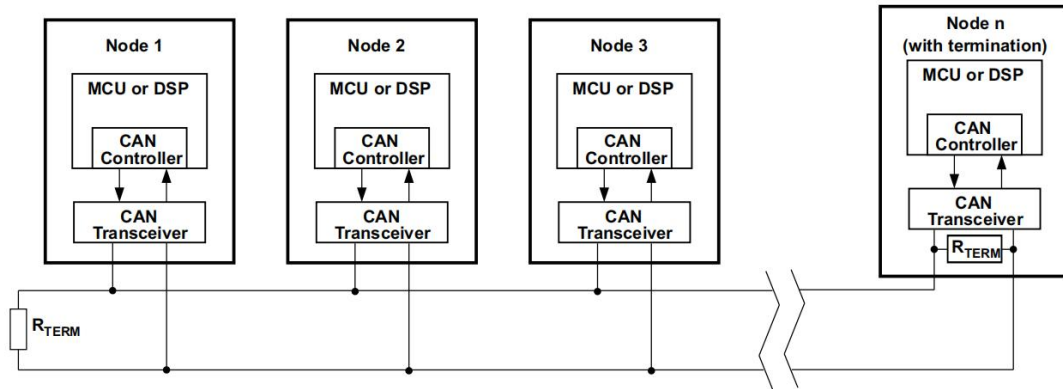 Node 1
MCU or DSP
CAN
Controller
CAN
Transceiver
Node 2
MCU or DSP
CAN
Controller
CAN
Transceiver
Node 3
MCU or DSP
CAN
Controller
CAN
Transceiver
Node n
(with termination)
MCU or DSP
CAN
Controller
CAN
Transceiver
RTERM
RTERM